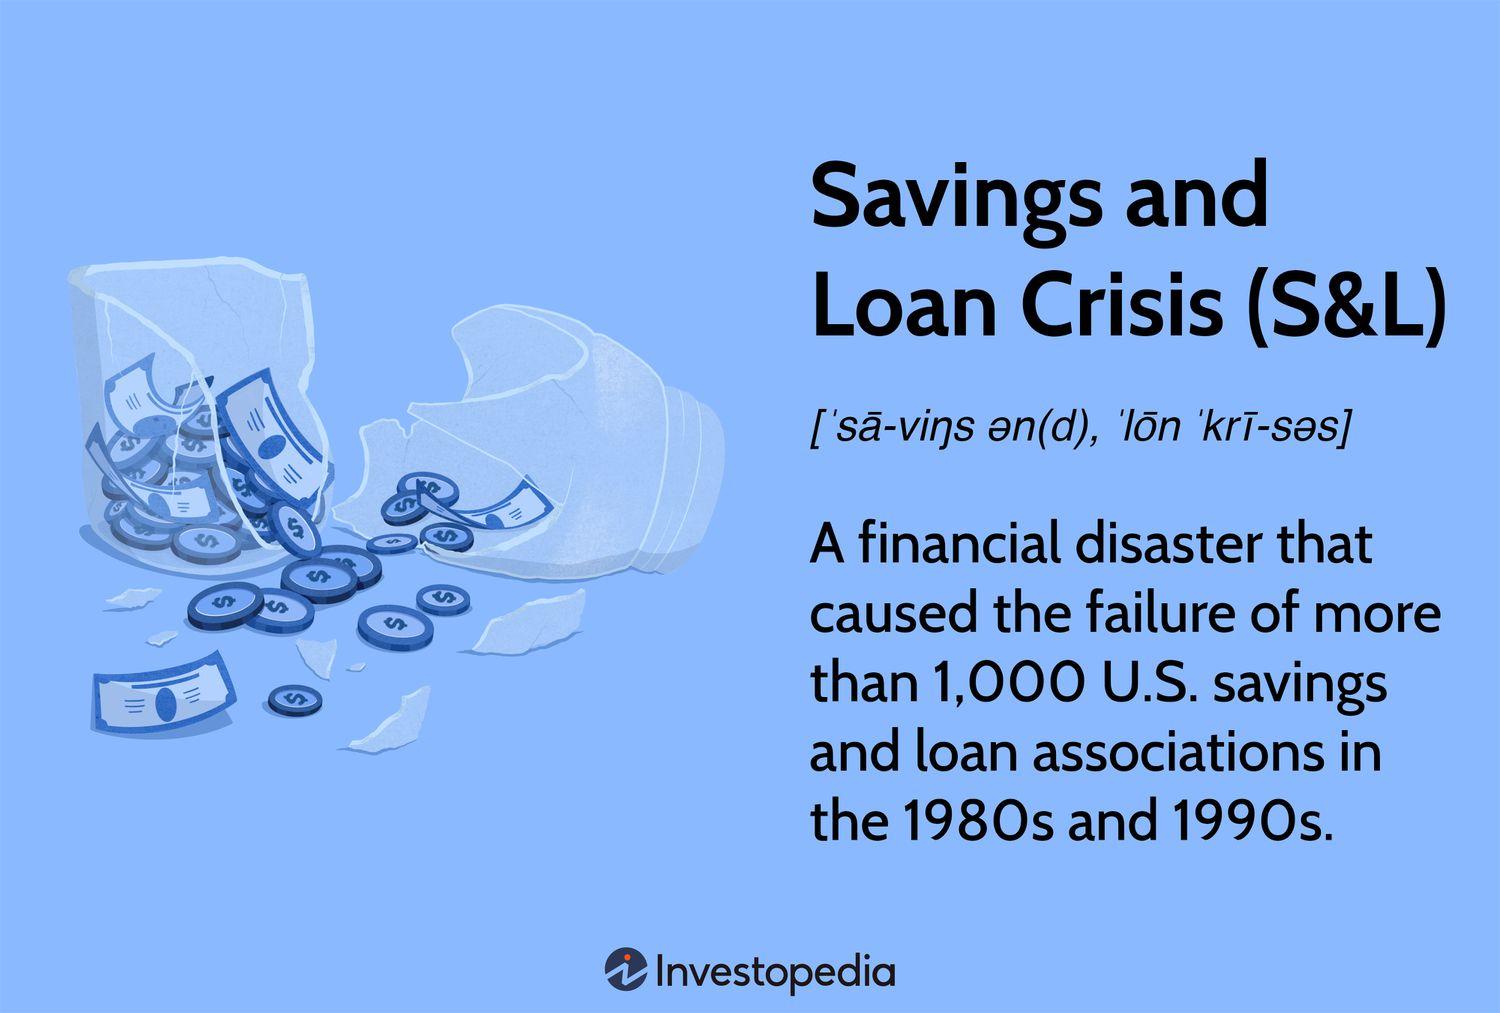 Savings and
Loan Crisis (S&L)
[ˈsā-viŋs ən(d), ˈlōn ˈkrī-səs]
A financial disaster that
caused the failure of more
than 1,000 U.S. savings
and loan associations in
the 1980s and 1990s.
Investopedia